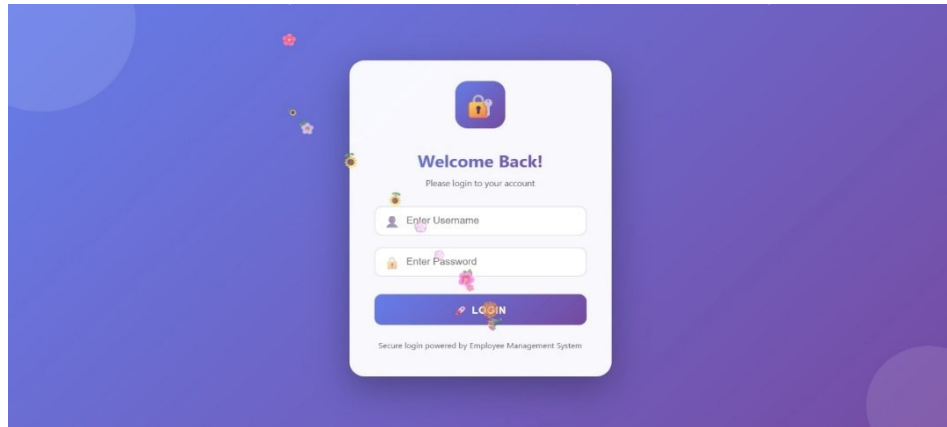 Welcome Back!
Please login to your account
Enter Username
Enter Password
LOGIN
Secure login powered by Employee Management System